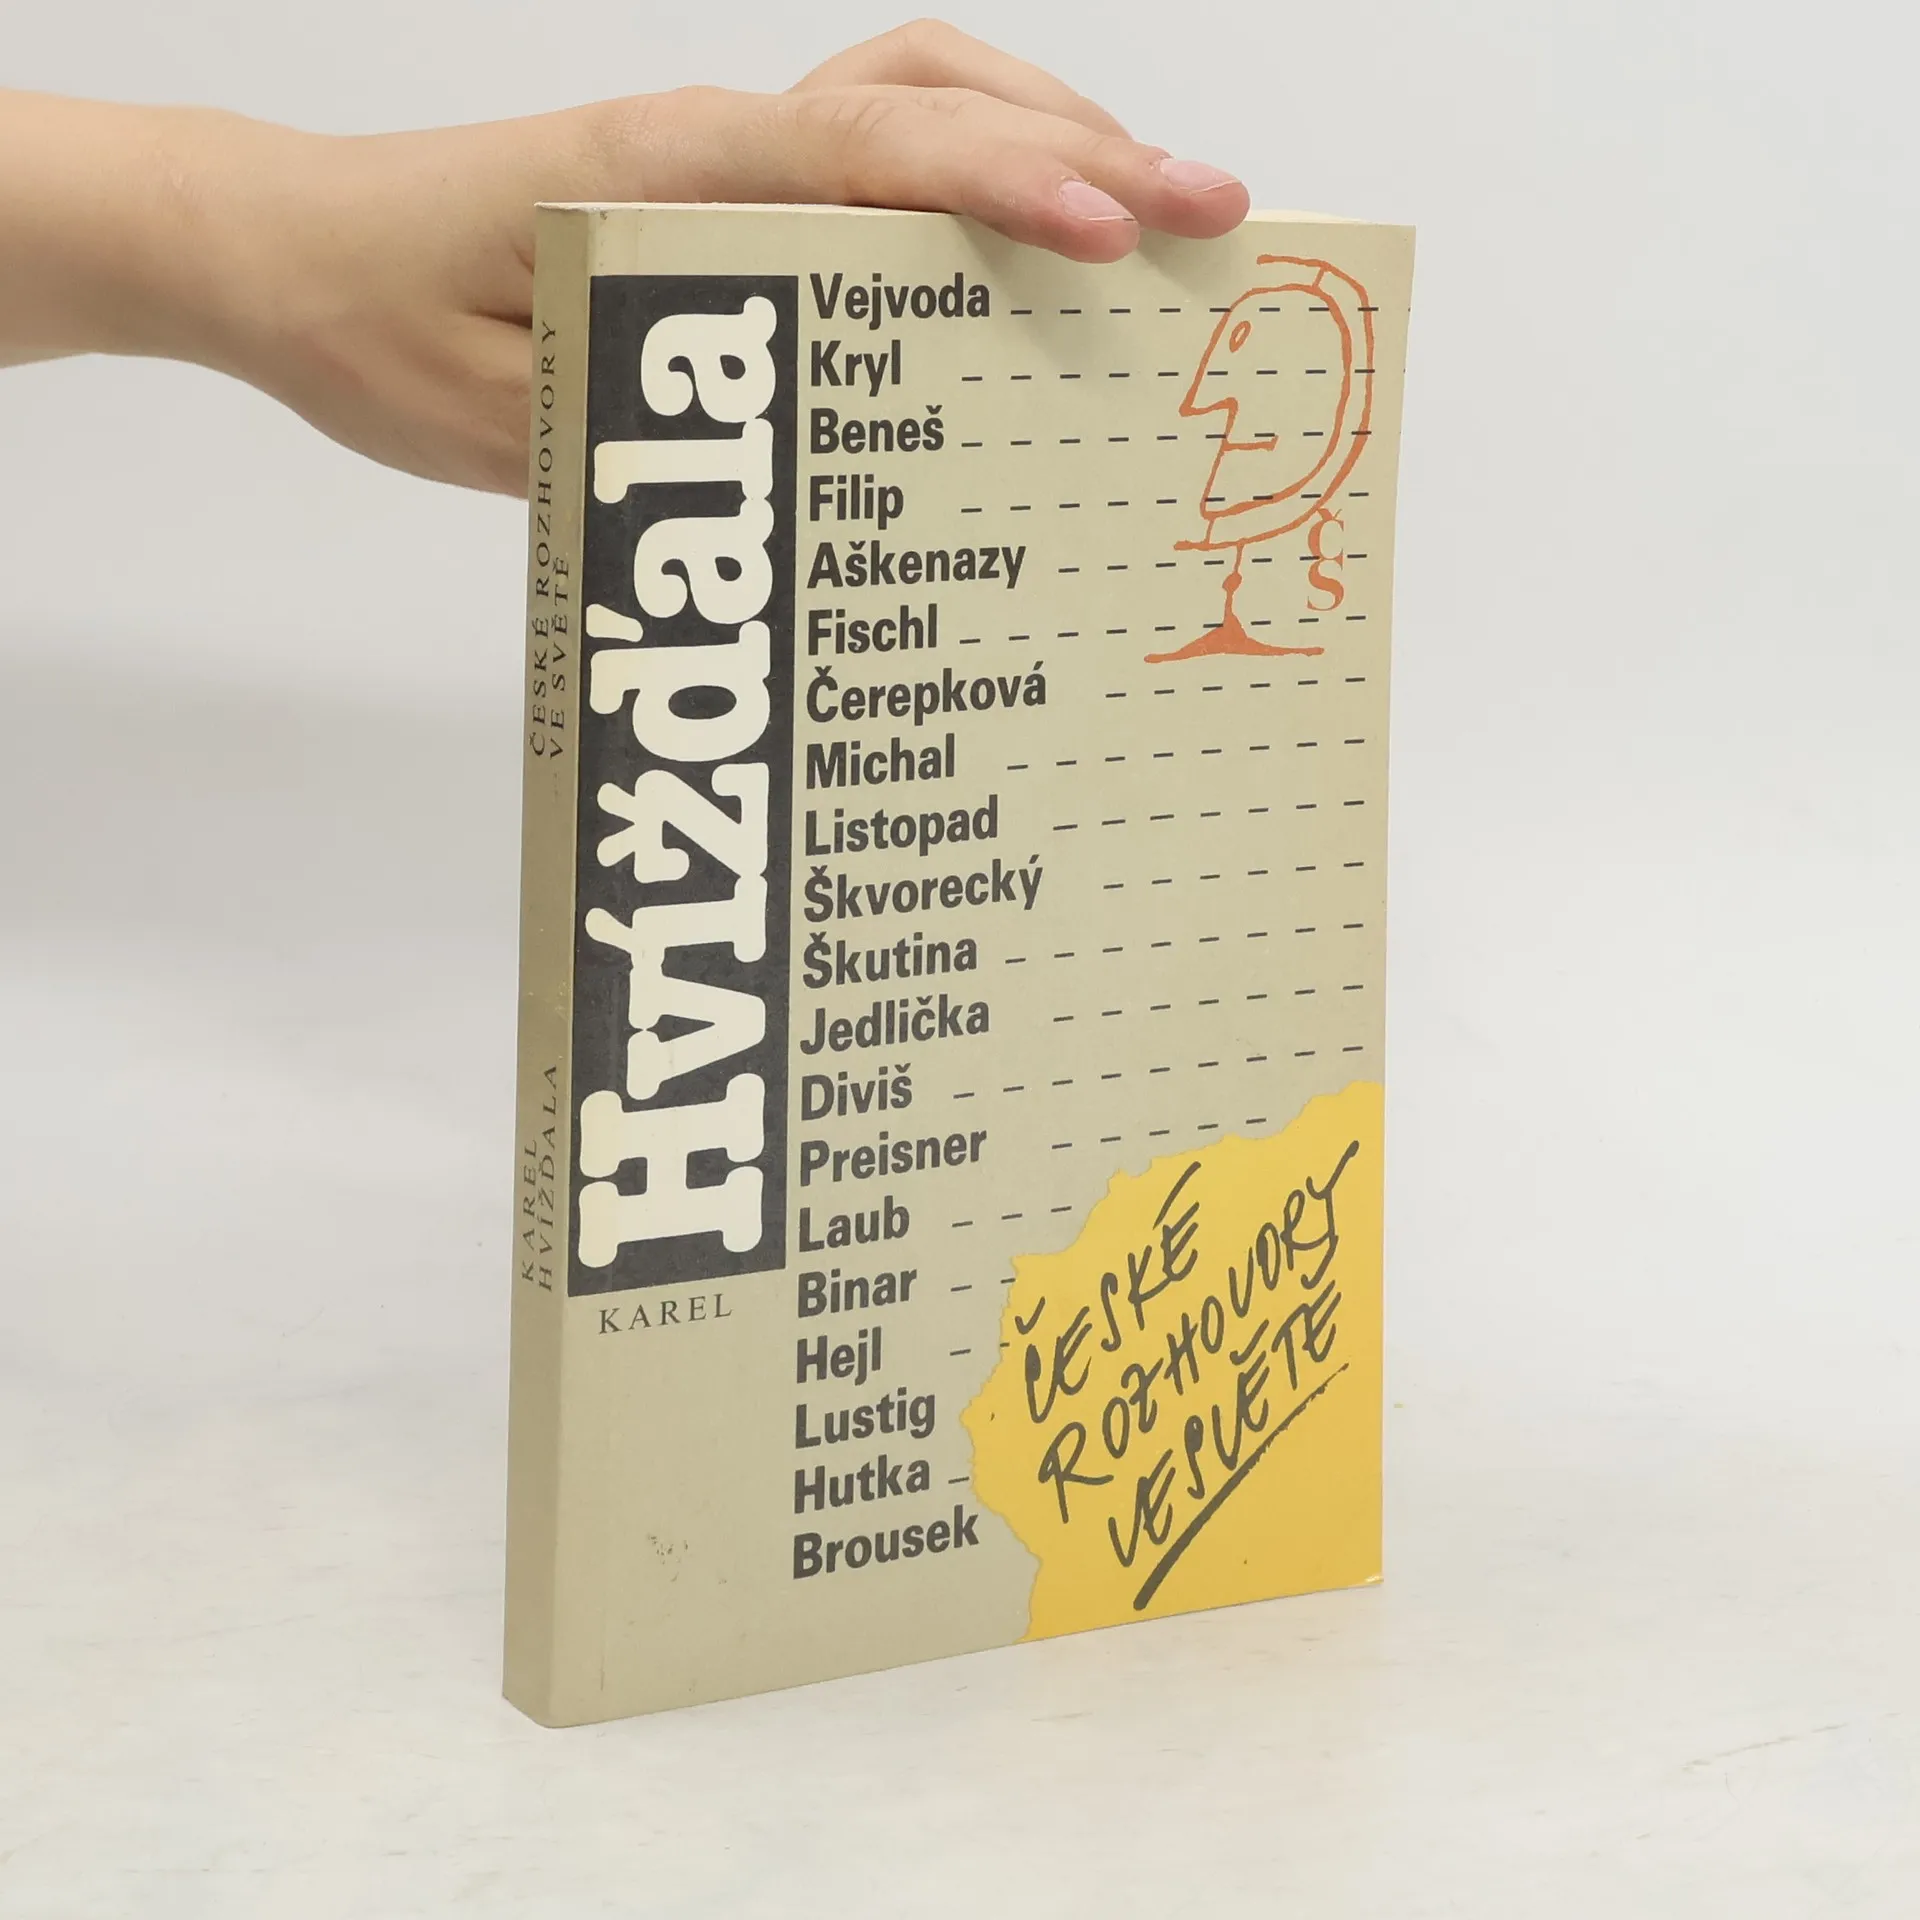 ČESKÉ ROZHOVORY
VE SVĚTĚ
KAREL
HVÍŽĎALA
Hvížďala
KAREL
Vejvoda
Kryl
Beneš
Filip
Aškenazy
Fischl
Čerepková
Michal
Listopad
Škvorecký
Škutina
Jedlička
Diviš
Preisner
Laub
Binar
Hejl
Lustig
Hutka
Brousek
Č
S
ČESKÉ
ROZHOVORY
VE SVĚTĚ